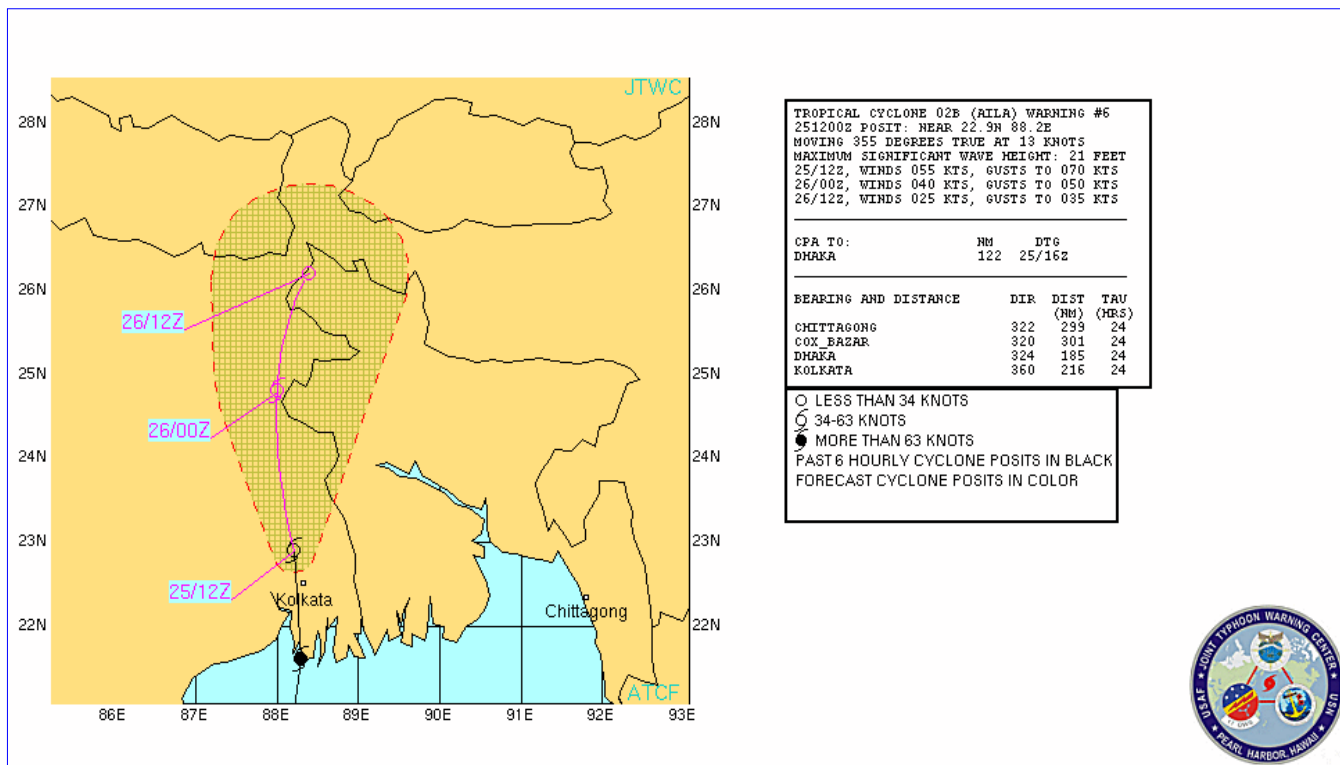 JTWC
28N
27N
26N
25N
24N
23N
22N
28N
27N
26N
25N
24N
23N
22N
26/12Z
26/00Z
25/12Z
Kolkata
Chittagong
ATCF
86E 87E 88E 89E 90E 91E 92E 93E
TROPICAL CYCLONE 02B (AILA) WARNING #6
251200Z POSIT: NEAR 22.9N 88.2E
MOVING 355 DEGREES TRUE AT 13 KNOTS
MAXIMUM SIGNIFICANT WAVE HEIGHT: 21 FEET
25/12Z, WINDS 055 KTS, GUSTS TO 070 KTS
26/00Z, WINDS 040 KTS, GUSTS TO 050 KTS
26/12Z, WINDS 025 KTS, GUSTS TO 035 KTS
CPA TO: NM DTG
DHAKA 122 25/16Z
BEARING AND DISTANCE DIR DIST TAU
(NM) (HRS)
CHITTAGONG 322 299 24
COX_BAZAR 320 301 24
DHAKA 324 185 24
KOLKATA 360 216 24
LESS THAN 34 KNOTS
34-63 KNOTS
MORE THAN 63 KNOTS
PAST 6 HOURLY CYCLONE POSITS IN BLACK
FORECAST CYCLONE POSITS IN COLOR
JOINT TYPHOON WARNING CENTER
USAF
USN
PEARL HARBOR, HAWAII